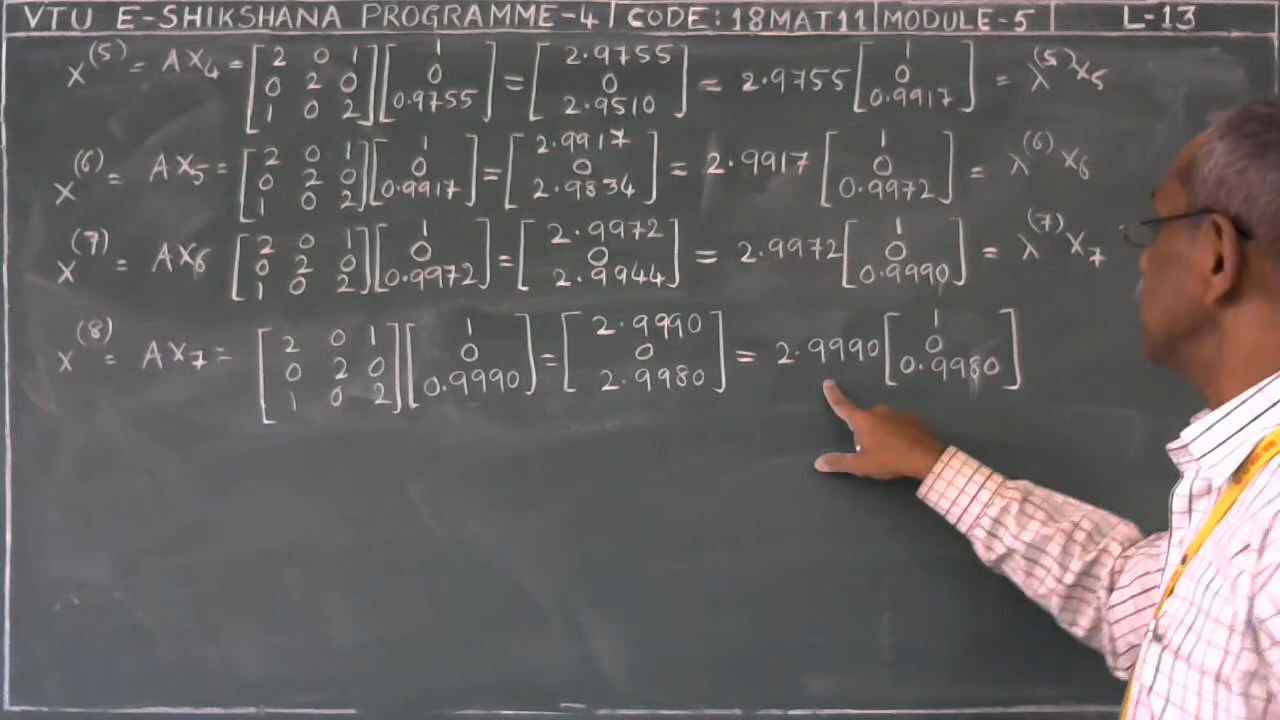 VTU E-SHIKSHANA PROGRAMME-4 | CODE: 18MAT11 | MODULE-5 | L-13
X^(5) = AX₄ = [2 0 1; 0 2 0; 1 0 2] [1; 0; 0.9755] = [2.9755; 0; 2.9510] = 2.9755 [1; 0; 0.9917] = λ^(5) X₅
X^(6) = AX₅ = [2 0 1; 0 2 0; 1 0 2] [1; 0; 0.9917] = [2.9917; 0; 2.9834] = 2.9917 [1; 0; 0.9972] = λ^(6) X₆
X^(7) = AX₆ [2 0 1; 0 2 0; 1 0 2] [1; 0; 0.9972] = [2.9972; 0; 2.9944] = 2.9972 [1; 0; 0.9990] = λ^(7) X₇
X^(8) = AX₇ = [2 0 1; 0 2 0; 1 0 2] [1; 0; 0.9990] = [2.9990; 0; 2.9980] = 2.9990 [1; 0; 0.9980]